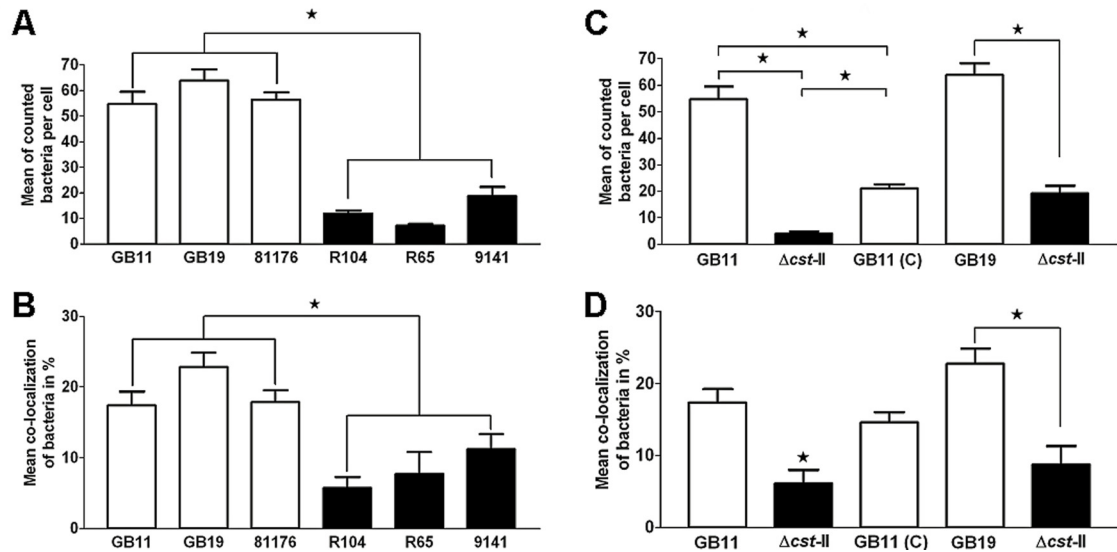 A
★
Mean of counted
bacteria per cell
70
60
50
40
30
20
10
0
GB11 GB19 81176 R104 R65 9141
B
★
Mean co-localization
of bacteria in %
30
20
10
0
GB11 GB19 81176 R104 R65 9141
C
★
★
★
★
Mean of counted
bacteria per cell
70
60
50
40
30
20
10
0
GB11 Δcst-II GB11 (C) GB19 Δcst-II
D
★
★
Mean co-localization
of bacteria in %
30
20
10
0
GB11 Δcst-II GB11 (C) GB19 Δcst-II